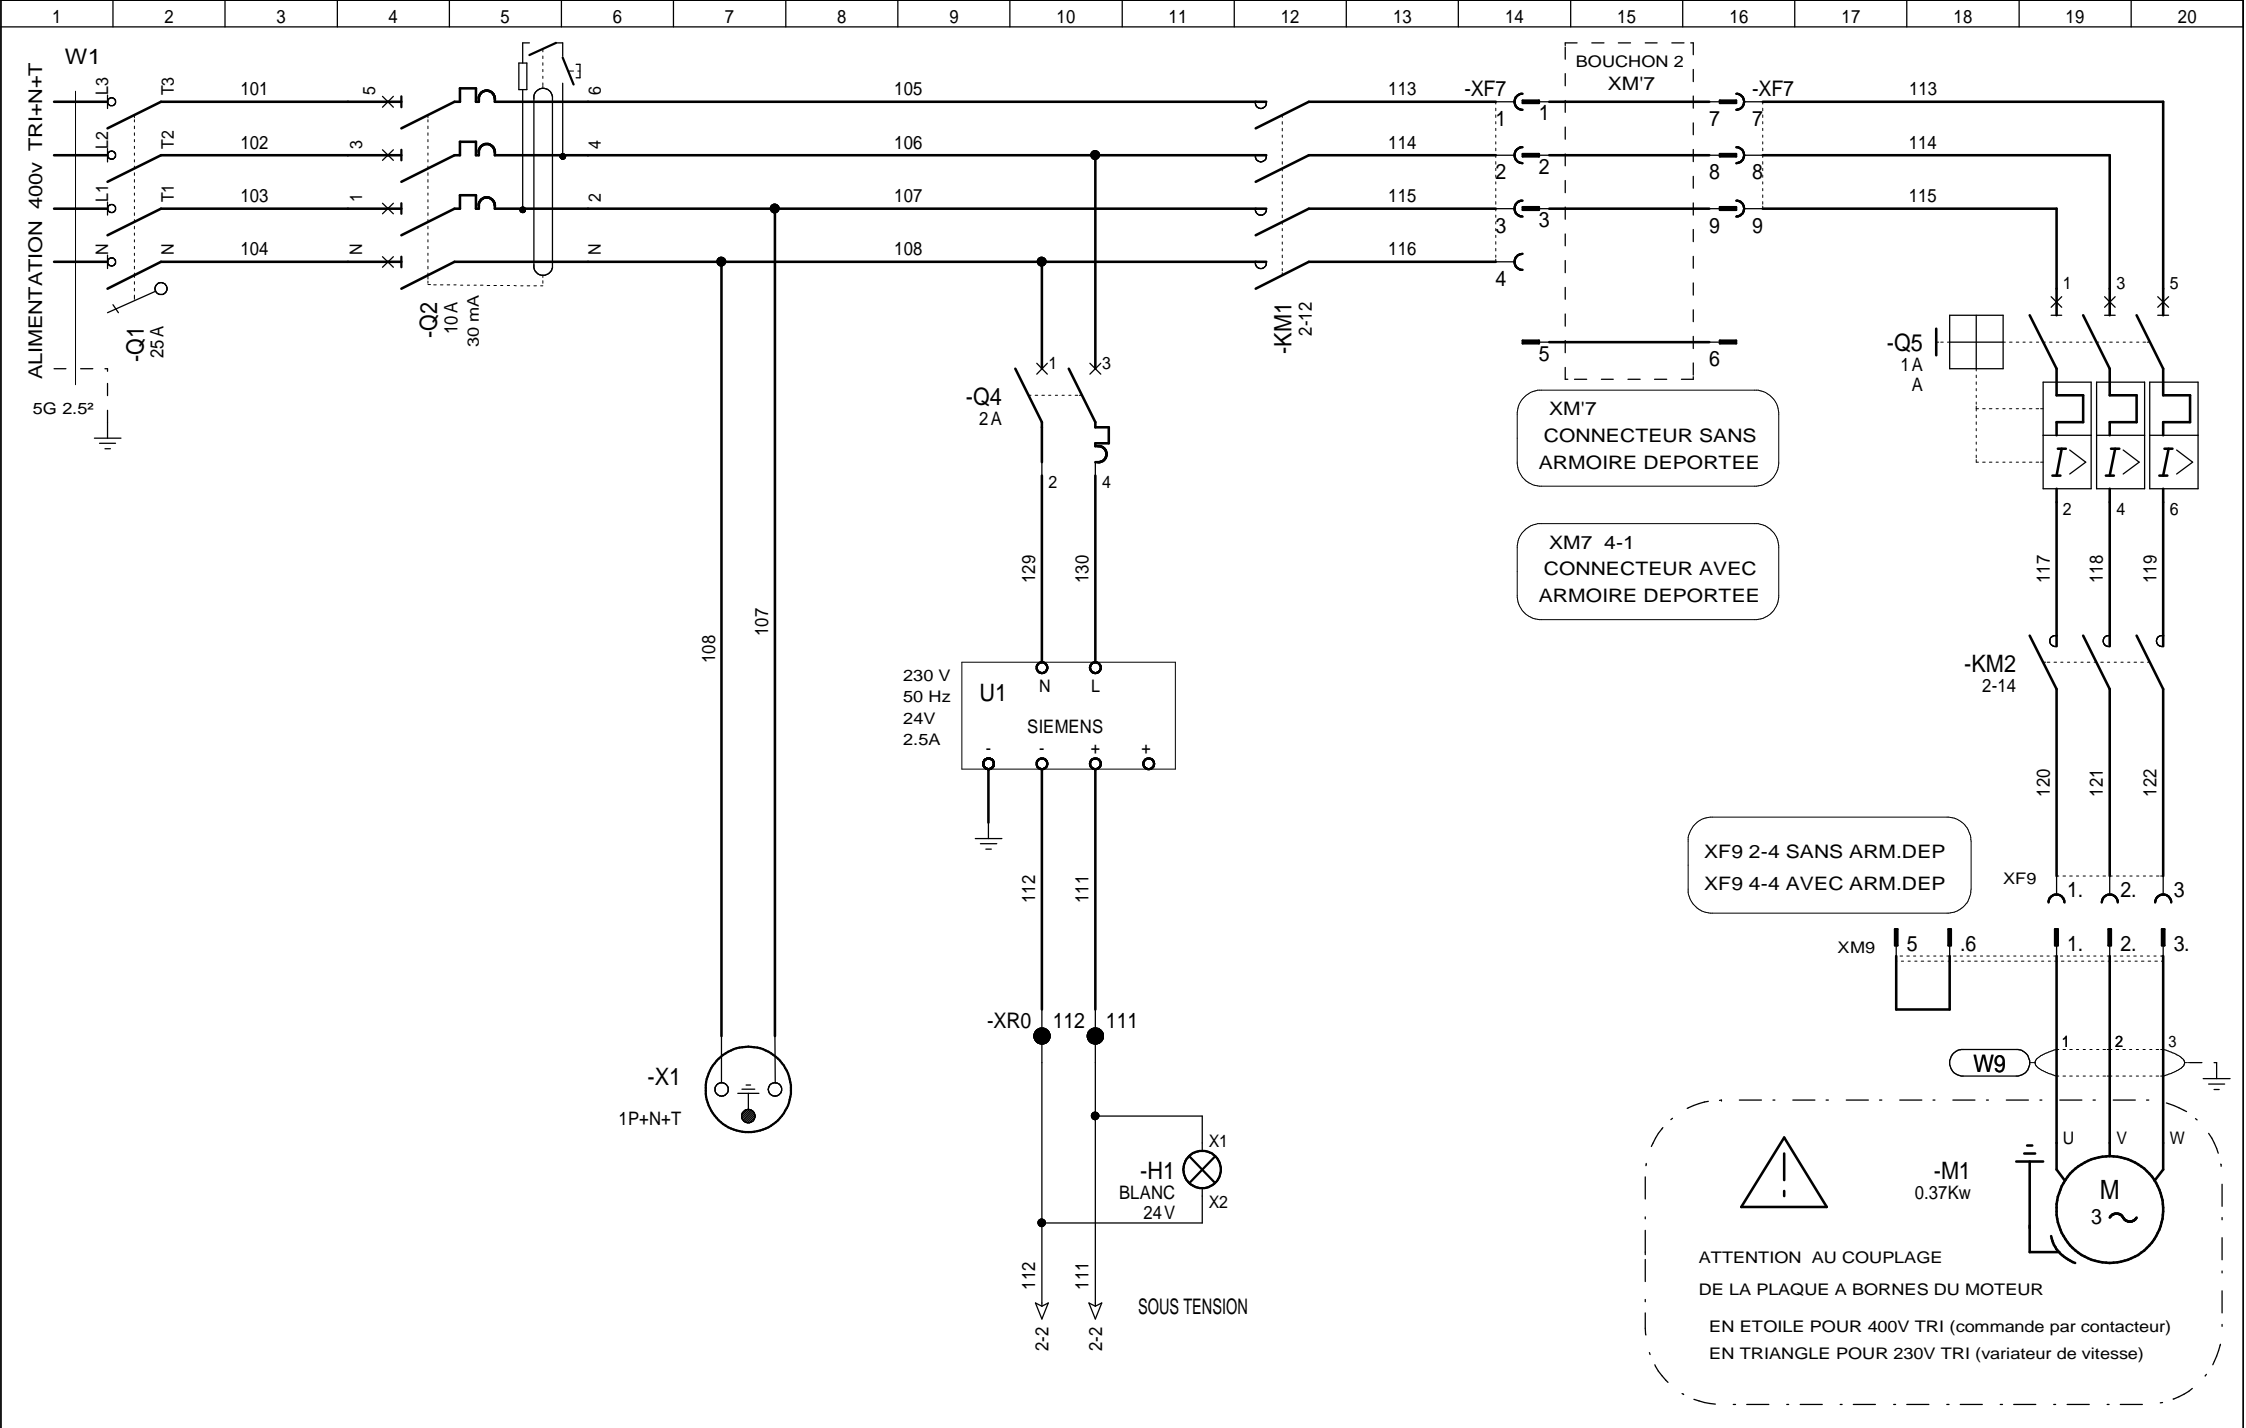 1 2 3 4 5 6 7 8 9 10 11 12 13 14 15 16 17 18 19 20
W1
ALIMENTATION 400v TRI+N+T
5G 2.5²
L3 T3 101 5 6 105 113 -XF7 1 1 7 7 -XF7 113
L2 T2 102 3 4 106 114 2 2 8 8 114
L1 T1 103 1 2 107 115 3 3 9 9 115
N N 104 N N 108 116 4
5 6
BOUCHON 2
XM'7
-Q1
25 A
-Q2
10 A
30 mA
-KM1
2-12
-Q4
2 A
1 3
2 4
129 130
-Q5
1 A
A
1 3 5
I> I> I>
2 4 6
117 118 119
XM'7
CONNECTEUR SANS
ARMOIRE DEPORTEE
XM7 4-1
CONNECTEUR AVEC
ARMOIRE DEPORTEE
108 107
230 V
50 Hz
24V
2.5A
U1
N L
SIEMENS
- - + +
-KM2
2-14
120 121 122
112 111
XF9 2-4 SANS ARM.DEP
XF9 4-4 AVEC ARM.DEP
XF9 1. 2. 3
XM9 5 .6 1. 2. 3.
-XR0 112 111
W9 1 2 3
-X1
1P+N+T
-H1
BLANC
24 V
X1
X2
112 111
2-2 2-2
SOUS TENSION
U V W
-M1
0.37Kw
M
3
ATTENTION AU COUPLAGE
DE LA PLAQUE A BORNES DU MOTEUR
EN ETOILE POUR 400V TRI (commande par contacteur)
EN TRIANGLE POUR 230V TRI (variateur de vitesse)